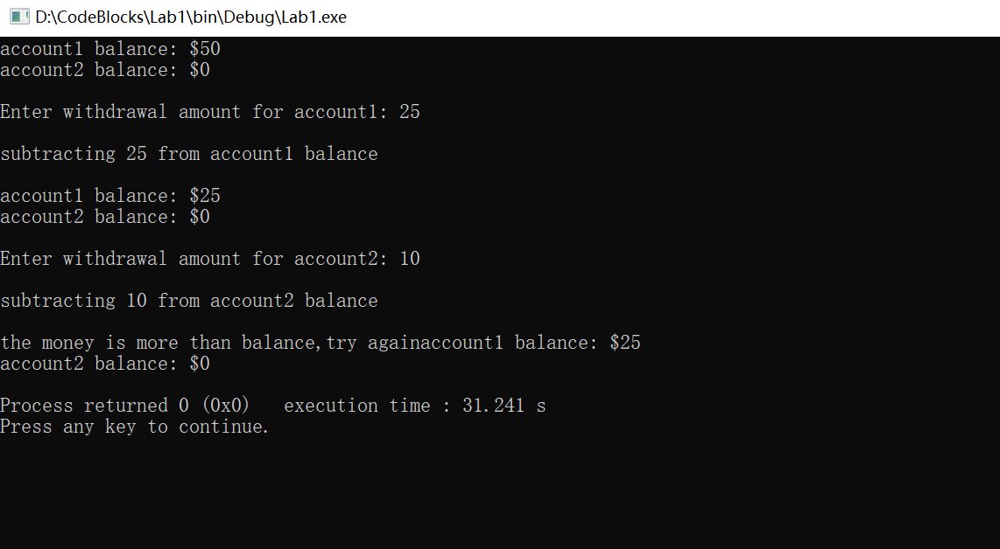 D:\CodeBlocks\Lab1\bin\Debug\Lab1.exe
account1 balance: $50
account2 balance: $0
Enter withdrawal amount for account1: 25
subtracting 25 from account1 balance
account1 balance: $25
account2 balance: $0
Enter withdrawal amount for account2: 10
subtracting 10 from account2 balance
the money is more than balance,try againaccount1 balance: $25
account2 balance: $0
Process returned 0 (0x0)   execution time : 31.241 s
Press any key to continue.